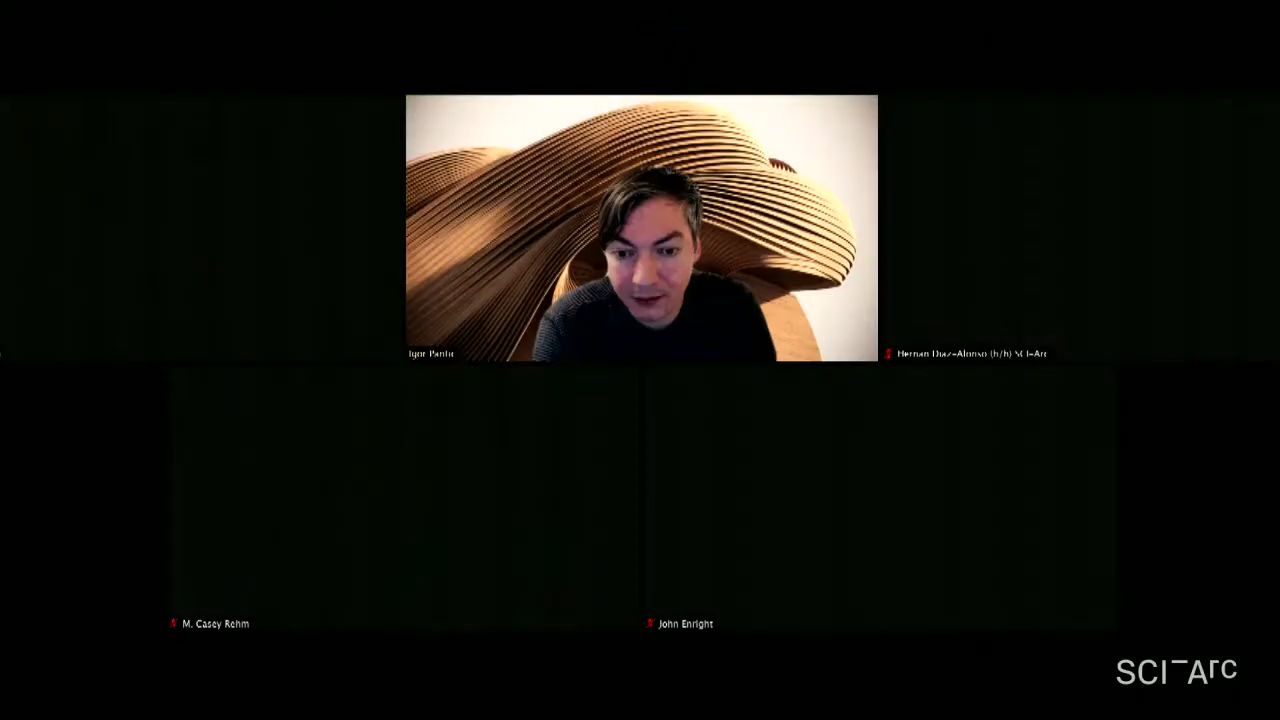 Igor Pantic
Hernan Diaz-Alonso (h/h) SCI-Arc
M. Casey Rehm
John Enright
SCI-Arc